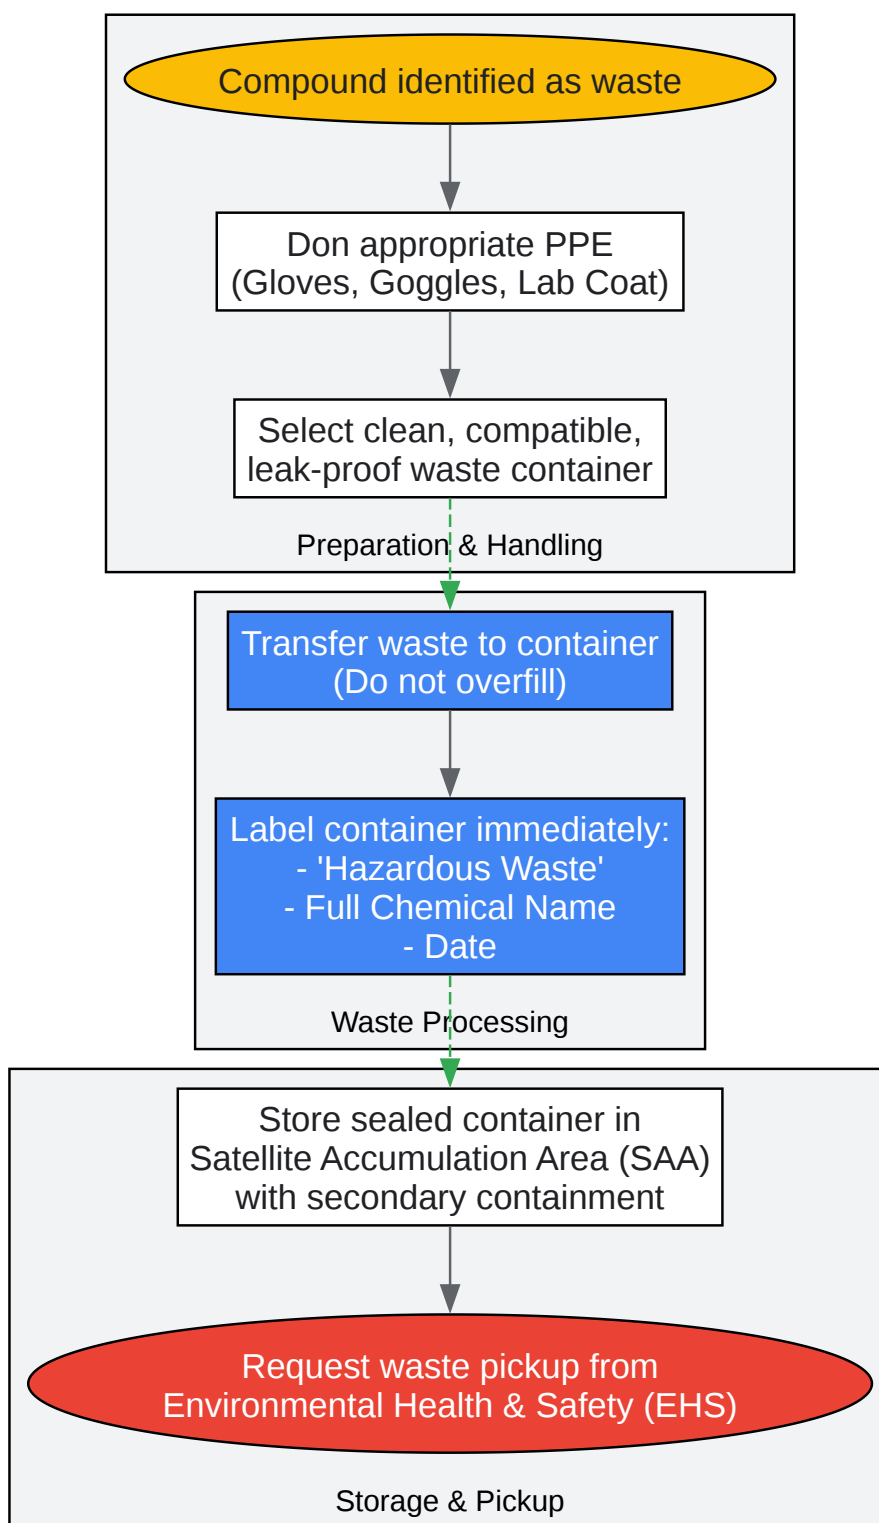 Compound identified as waste
Don appropriate PPE
(Gloves, Goggles, Lab Coat)
Select clean, compatible,
leak-proof waste container
Preparation & Handling
Transfer waste to container
(Do not overfill)
Label container immediately:
- 'Hazardous Waste'
- Full Chemical Name
- Date
Waste Processing
Store sealed container in
Satellite Accumulation Area (SAA)
with secondary containment
Request waste pickup from
Environmental Health & Safety (EHS)
Storage & Pickup